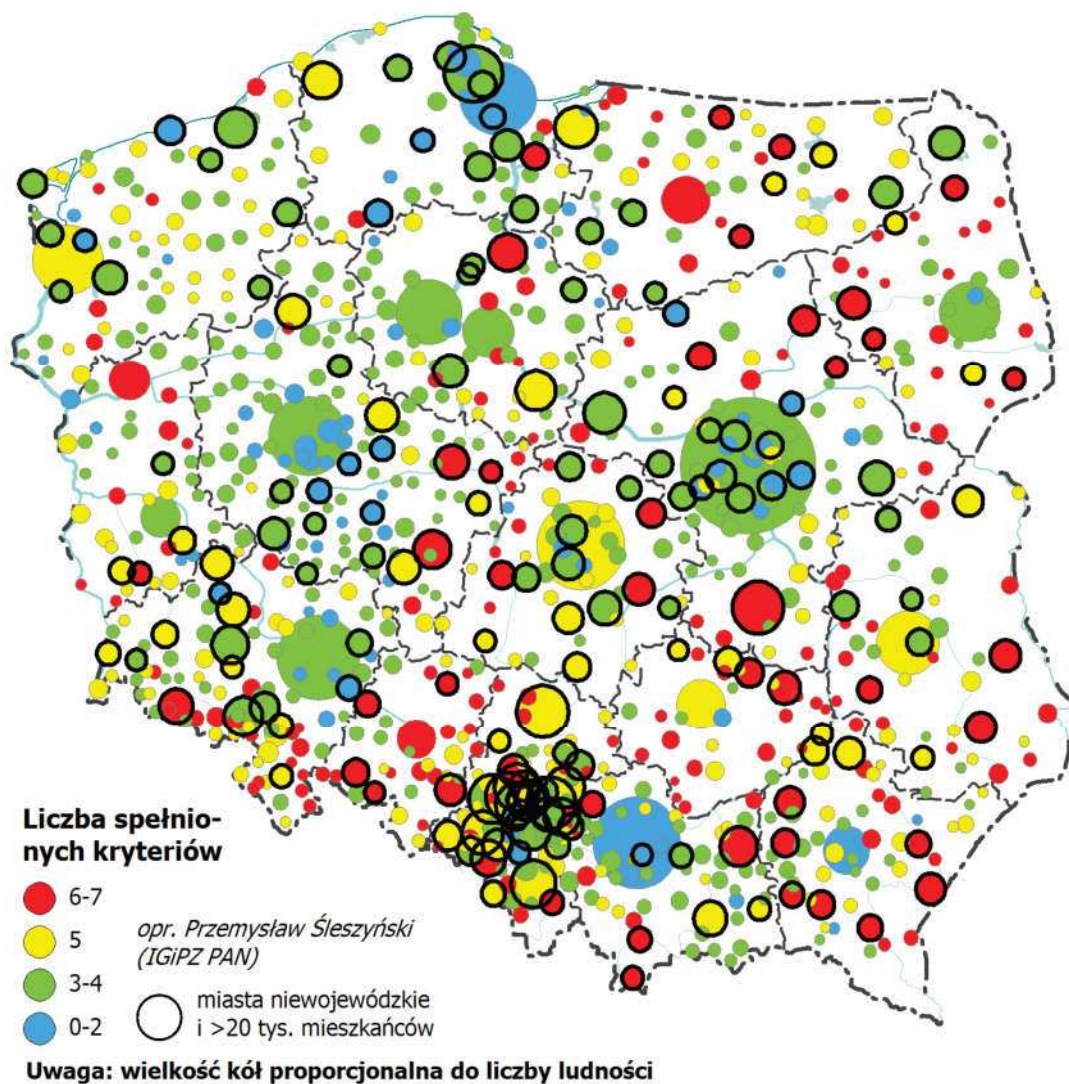 Liczba spełnio-
nych kryteriów
6-7
5
3-4
0-2
opr. Przemysław Śleszyński
(IGiPZ PAN)
miasta niewojewódzkie
i >20 tys. mieszkańców
Uwaga: wielkość kół proporcjonalna do liczby ludności